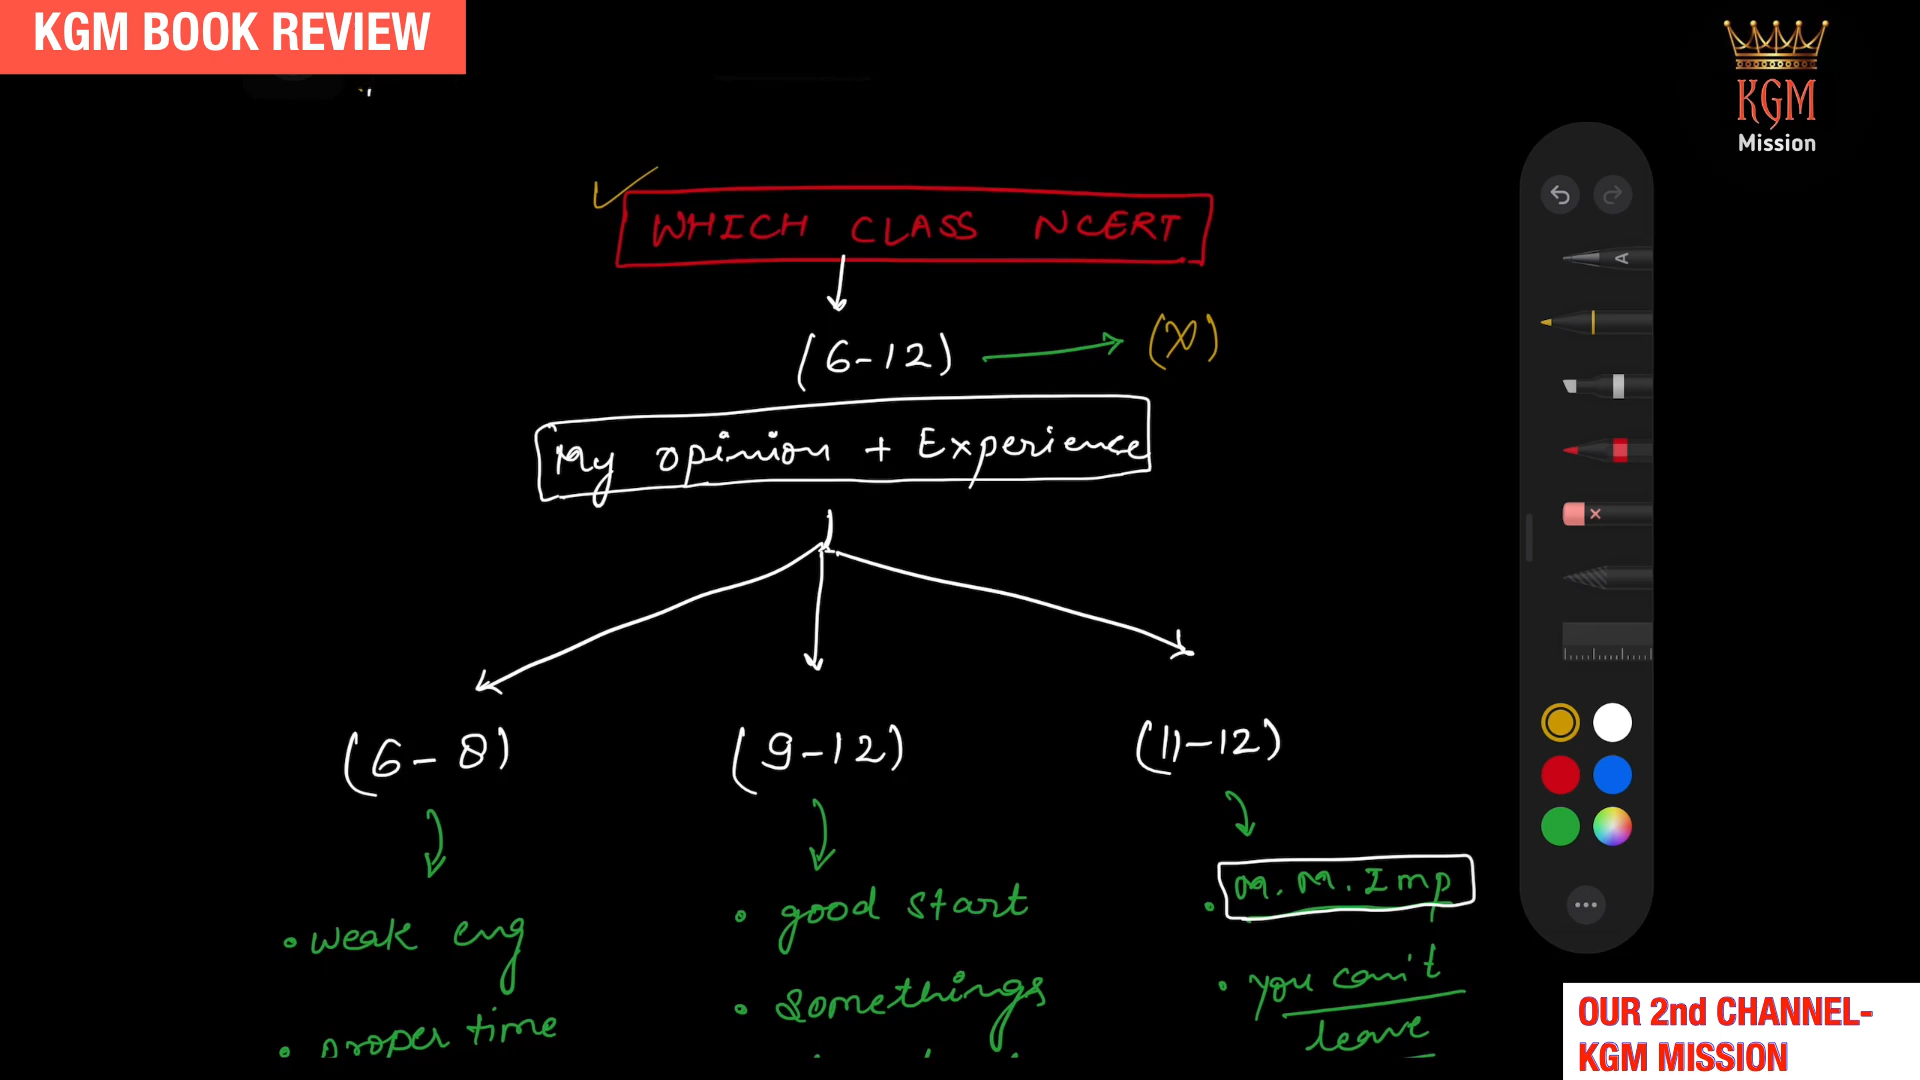 KGM BOOK REVIEW
KGM
Mission
WHICH CLASS NCERT
(6-12)
(X)
My opinion + Experience
(6-8)
(9-12)
(11-12)
• weak eng
• proper time
• good start
• somethings
• M.M.Imp
• you can't
leave
A
OUR 2nd CHANNEL-
KGM MISSION